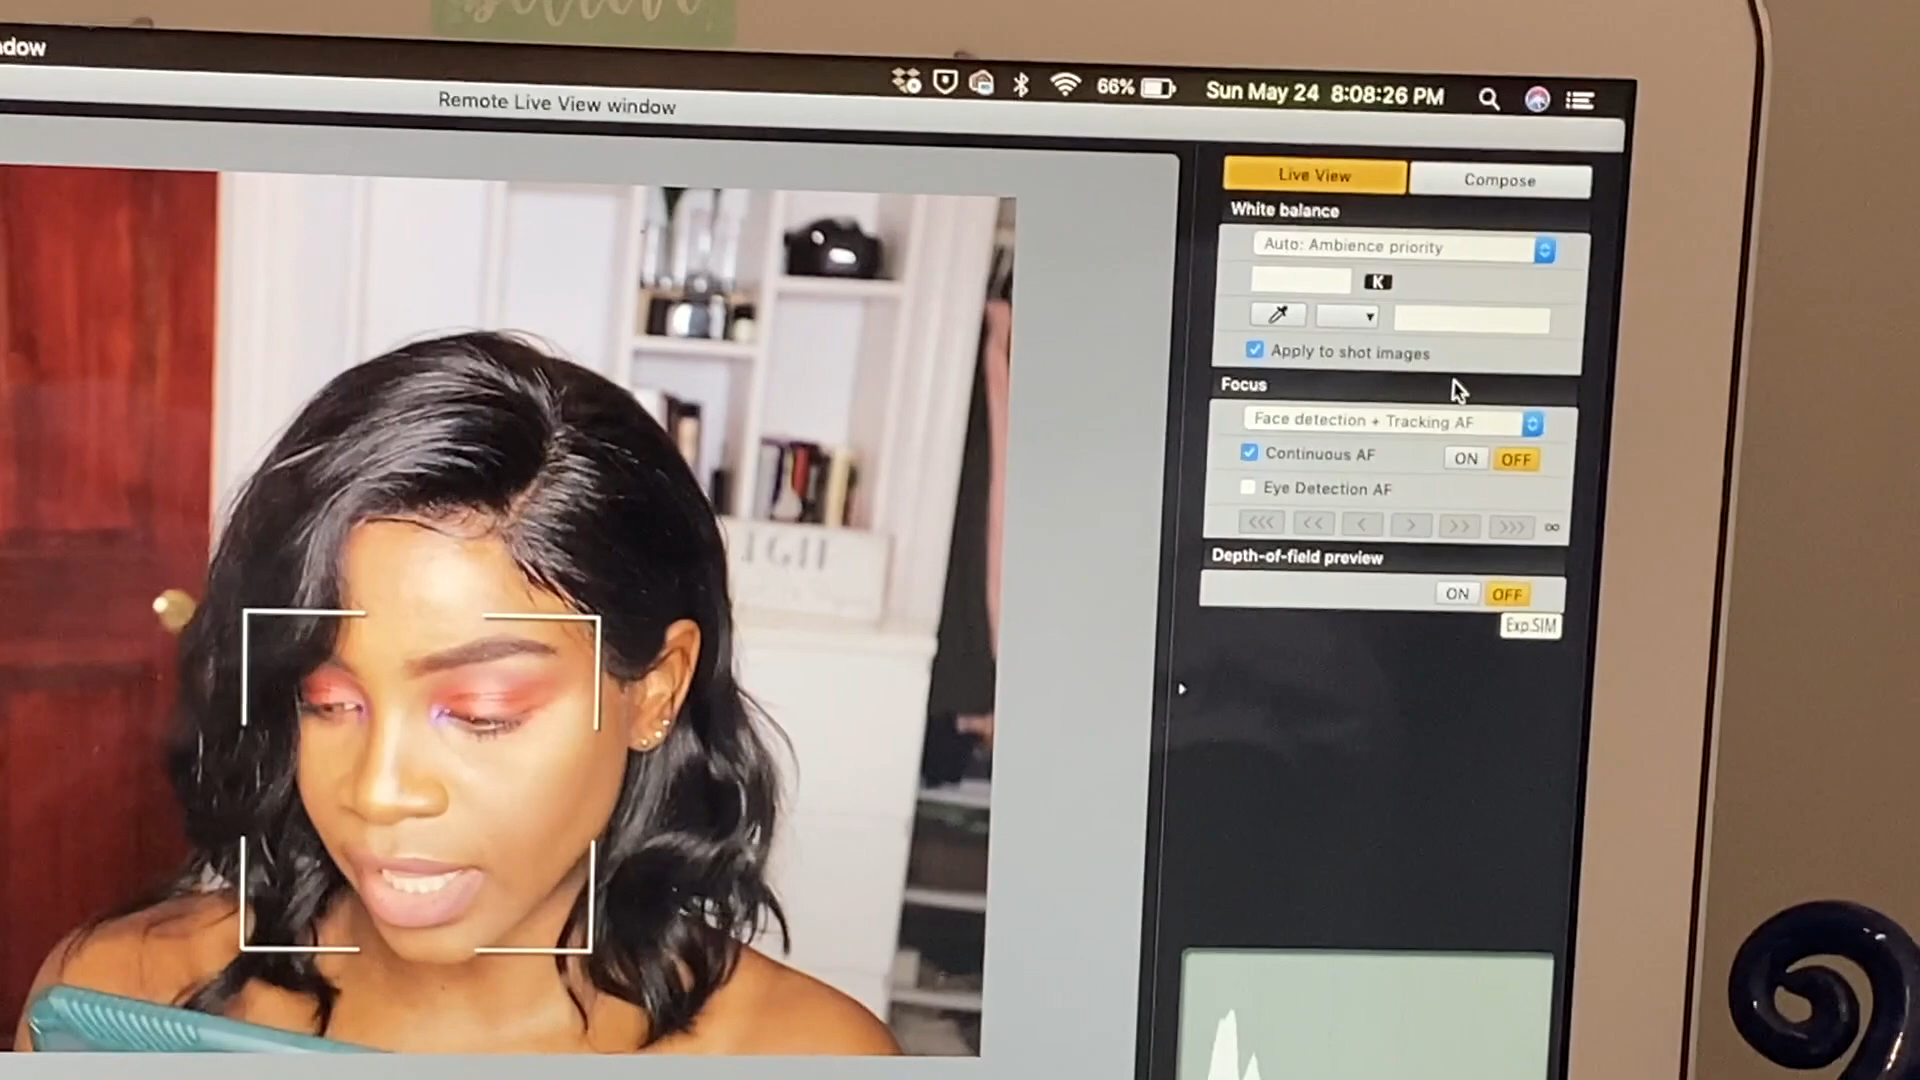 ndow
66%
Sun May 24 8:08:26 PM
Remote Live View window
Live View
Compose
White balance
Auto: Ambience priority
K
Apply to shot images
Focus
Face detection + Tracking AF
Continuous AF
ON
OFF
Eye Detection AF
<<<
<<
<
>
>>
>>>
∞
Depth-of-field preview
ON
OFF
Exp.SIM